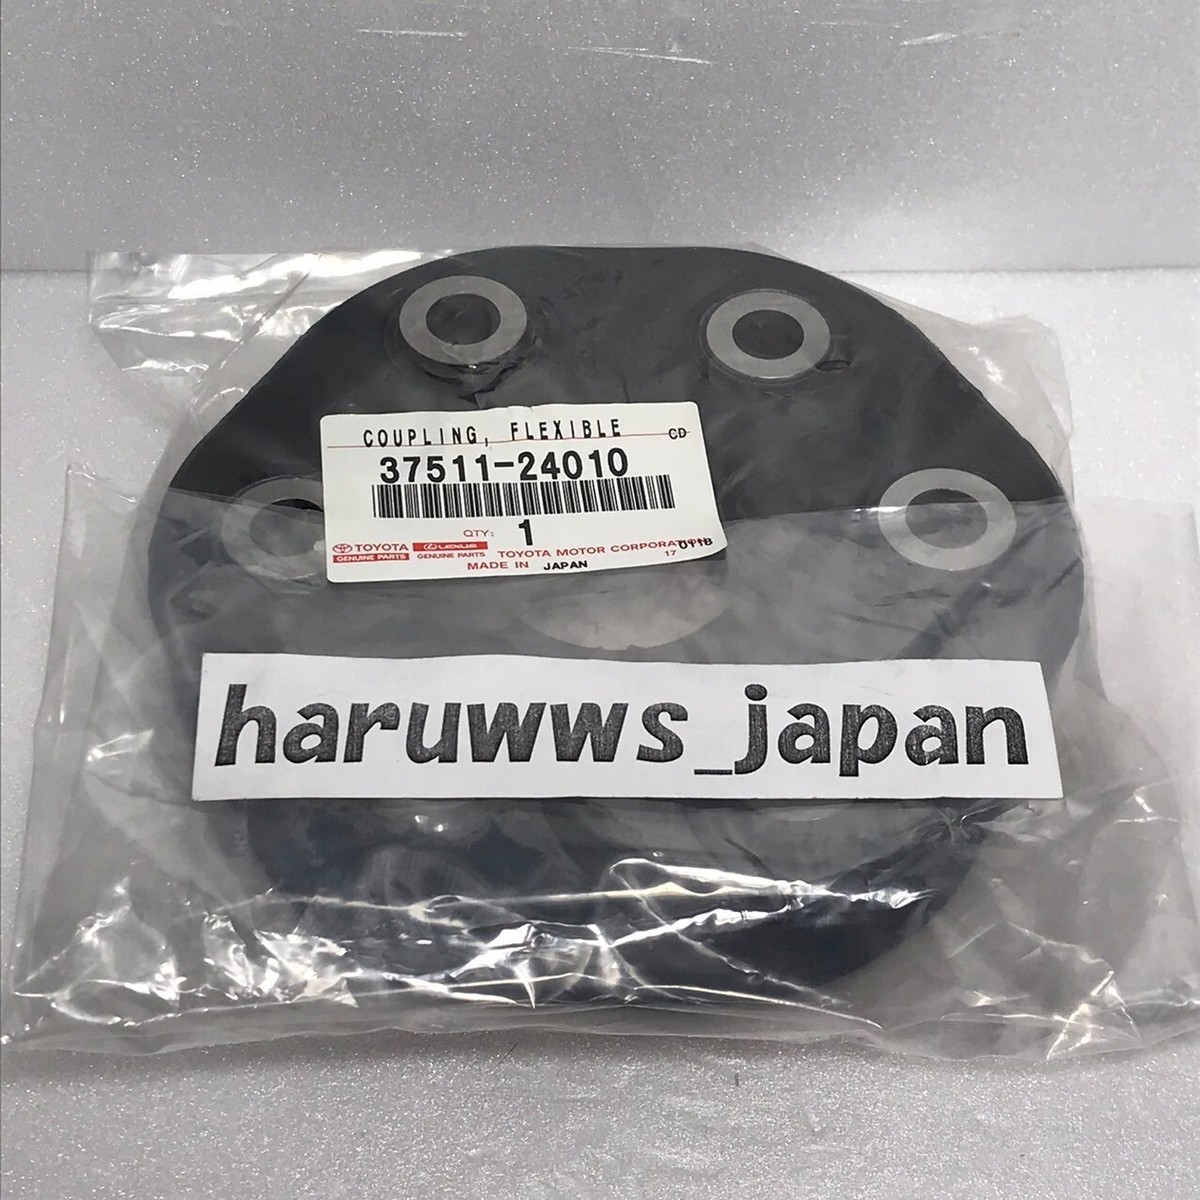 COUPLING, FLEXIBLE CD
37511-24010
QTY: 1
TOYOTA LEXUS TOYOTA MOTOR CORPORATION
GENUINE PARTS GENUINE PARTS 17 011B
MADE IN JAPAN
haruwws_japan